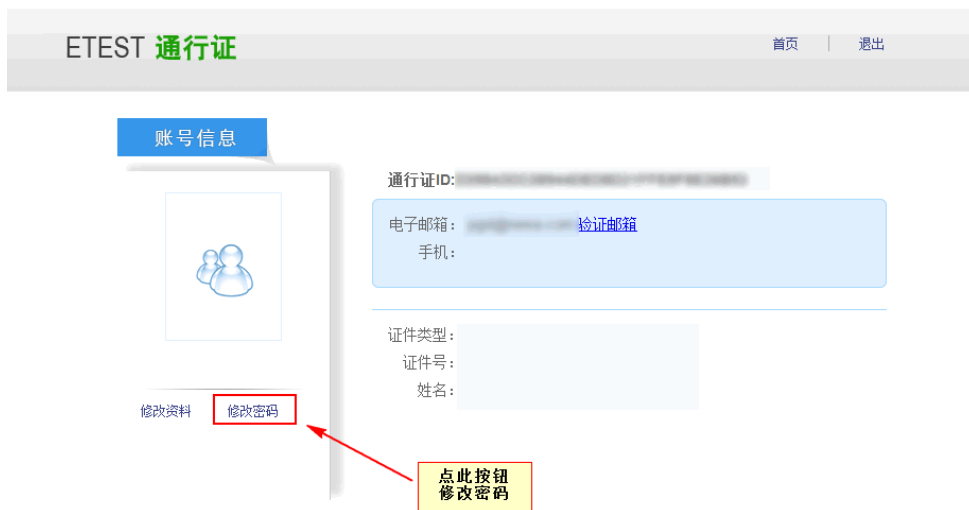 ETEST 通行证
首页 | 退出
账号信息
通行证ID:
电子邮箱： 验证邮箱
手机：
证件类型：
证件号：
姓名：
修改资料 修改密码
点此按钮
修改密码